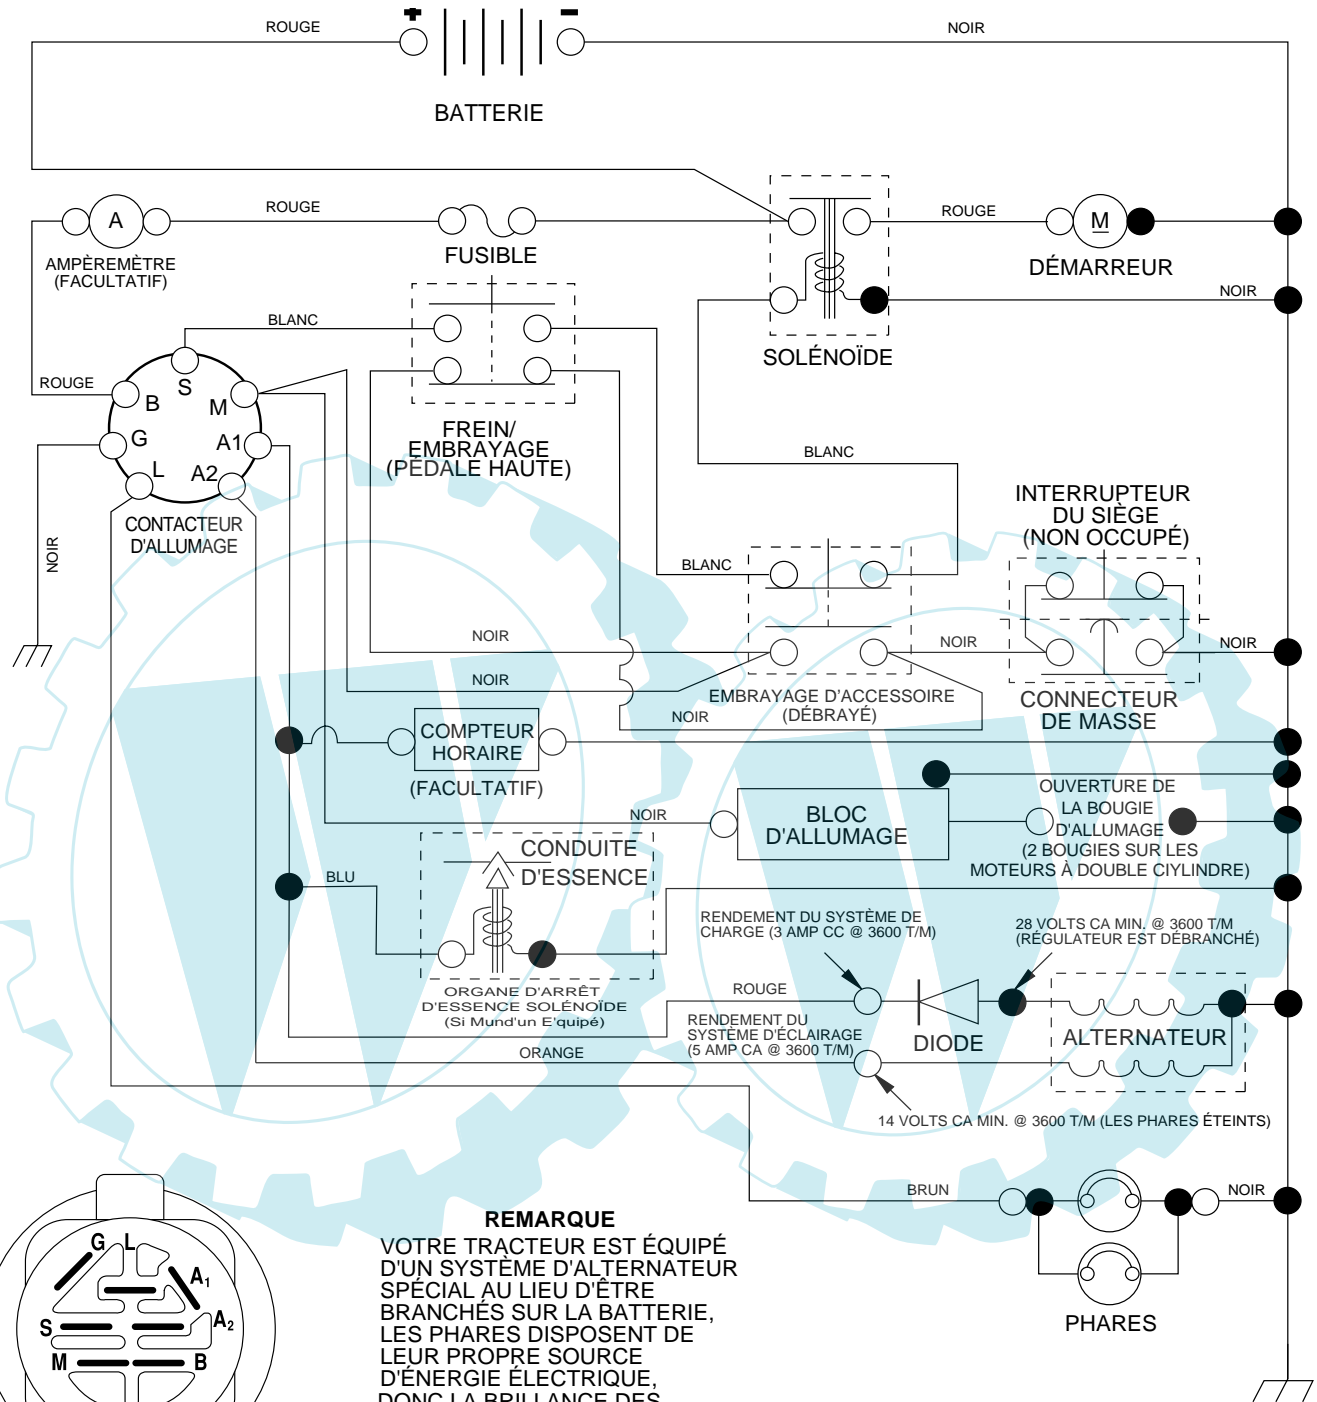 ROUGE
NOIR
BATTERIE
ROUGE
ROUGE
A
M
AMPÈREMÈTRE
(FACULTATIF)
FUSIBLE
DÉMARREUR
NOIR
BLANC
SOLÉNOÏDE
ROUGE
S
B
M
G
A1
L
A2
FREIN/
EMBRAYAGE
(PÉDALE HAUTE)
BLANC
CONTACTEUR
D'ALLUMAGE
NOIR
INTERRUPTEUR
DU SIÈGE
(NON OCCUPÉ)
BLANC
NOIR
NOIR
NOIR
NOIR
EMBRAYAGE D'ACCESSOIRE
(DÉBRAYÉ)
CONNECTEUR
DE MASSE
NOIR
COMPTEUR
HORAIRE
(FACULTATIF)
NOIR
BLOC
D'ALLUMAGE
OUVERTURE DE
LA BOUGIE
D'ALLUMAGE
(2 BOUGIES SUR LES
MOTEURS À DOUBLE CIYLINDRE)
CONDUITE
D'ESSENCE
BLU
RENDEMENT DU SYSTÈME DE
CHARGE (3 AMP CC @ 3600 T/M)
28 VOLTS CA MIN. @ 3600 T/M
(RÉGULATEUR EST DÉBRANCHÉ)
ORGANE D'ARRÊT
D'ESSENCE SOLÉNOÏDE
(Si Mund'un E'quipé)
ROUGE
RENDEMENT DU
SYSTÈME D'ÉCLAIRAGE
(5 AMP CA @ 3600 T/M)
DIODE
ALTERNATEUR
ORANGE
14 VOLTS CA MIN. @ 3600 T/M (LES PHARES ÉTEINTS)
BRUN
NOIR
PHARES
G L
A1
S
A2
M
B
REMARQUE
VOTRE TRACTEUR EST ÉQUIPÉ
D'UN SYSTÈME D'ALTERNATEUR
SPÉCIAL AU LIEU D'ÊTRE
BRANCHÉS SUR LA BATTERIE,
LES PHARES DISPOSENT DE
LEUR PROPRE SOURCE
D'ÉNERGIE ÉLECTRIQUE,
DONC LA BRILLANCE DES